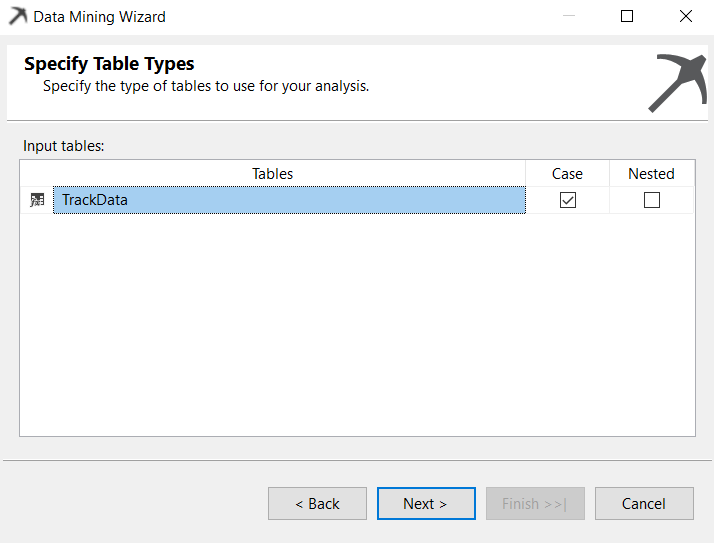 Data Mining Wizard
Specify Table Types
Specify the type of tables to use for your analysis.
Input tables:
Tables Case Nested
TrackData
< Back Next > Finish >>| Cancel